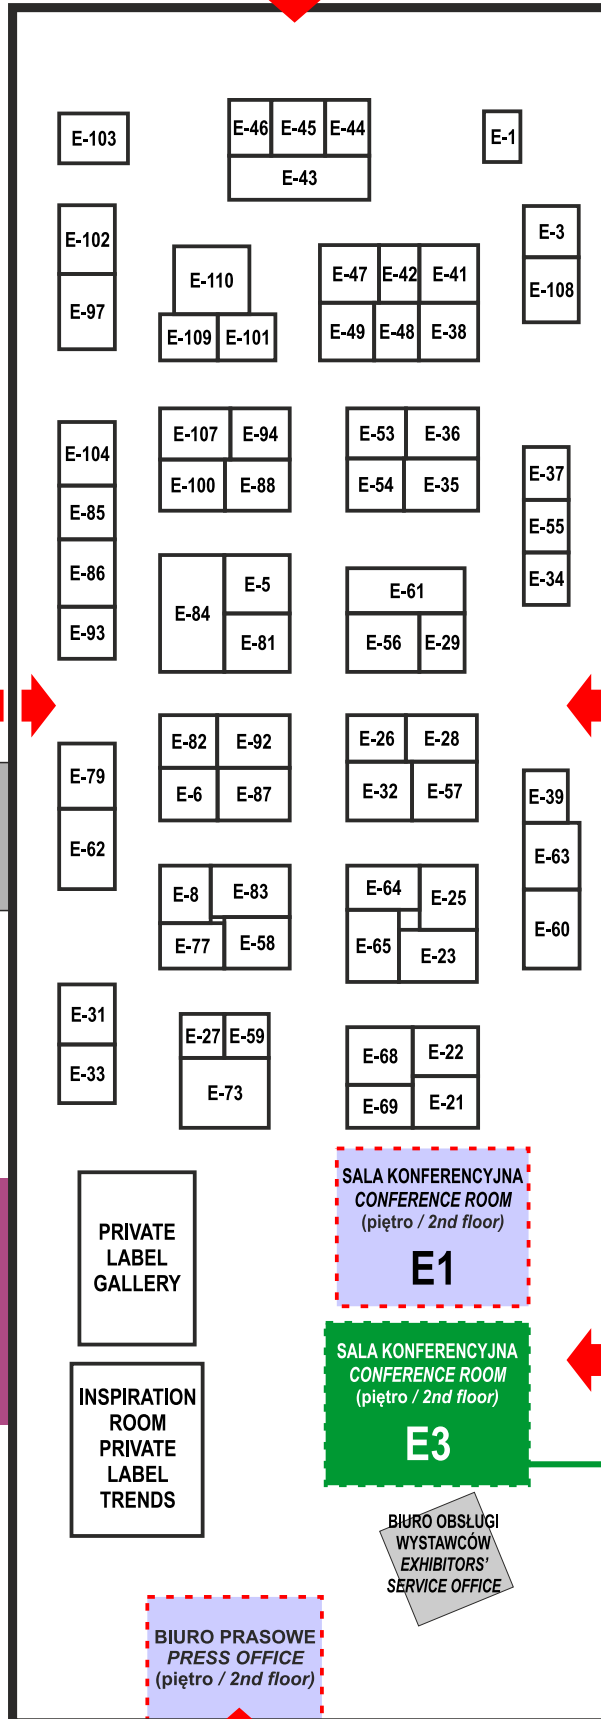 E-46 E-45 E-44
E-103
E-1
E-43
E-102
E-3
E-110
E-47 E-42 E-41
E-108
E-97
E-109 E-101
E-49 E-48 E-38
E-107 E-94
E-53 E-36
E-104
E-37
E-100 E-88
E-54 E-35
E-85
E-55
E-86
E-5
E-34
E-61
E-84
E-93
E-81
E-56 E-29
E-82 E-92
E-26 E-28
E-79
E-6 E-87
E-32 E-57
E-39
E-62
E-63
E-8 E-83
E-64
E-25
E-60
E-77 E-58
E-65
E-23
E-31
E-27 E-59
E-68 E-22
E-33
E-73
E-69 E-21
SALA KONFERENCYJNA
CONFERENCE ROOM
(piętro / 2nd floor)
E1
PRIVATE
LABEL
GALLERY
SALA KONFERENCYJNA
CONFERENCE ROOM
(piętro / 2nd floor)
E3
INSPIRATION
ROOM
PRIVATE
LABEL
TRENDS
BIURO OBSŁUGI
WYSTAWCÓW
EXHIBITORS'
SERVICE OFFICE
BIURO PRASOWE
PRESS OFFICE
(piętro / 2nd floor)